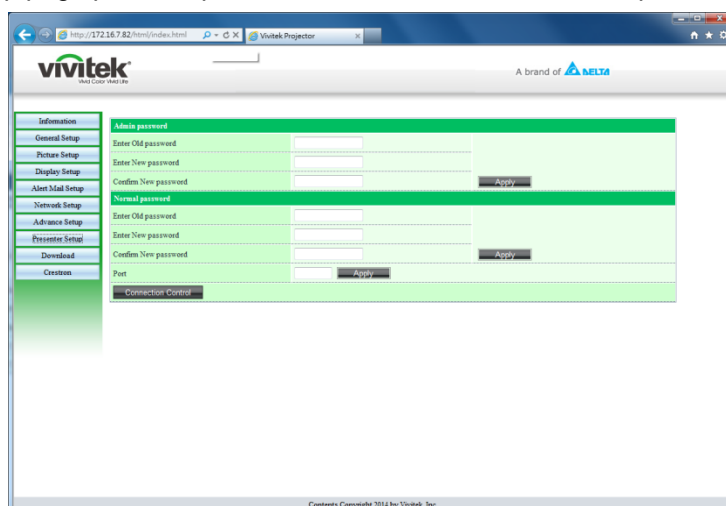 http://172.16.7.82/html/index.html
Vivitek Projector
vivitek
Vivid Color Vivid Life
A brand of DELTA
Information
General Setup
Picture Setup
Display Setup
Alert Mail Setup
Network Setup
Advance Setup
Presenter Setup
Download
Crestron
Admin password
Enter Old password
Enter New password
Confirm New password
Apply
Normal password
Enter Old password
Enter New password
Confirm New password
Apply
Port
Apply
Connection Control
Contents Copyright 2014 by Vivitek, Inc.